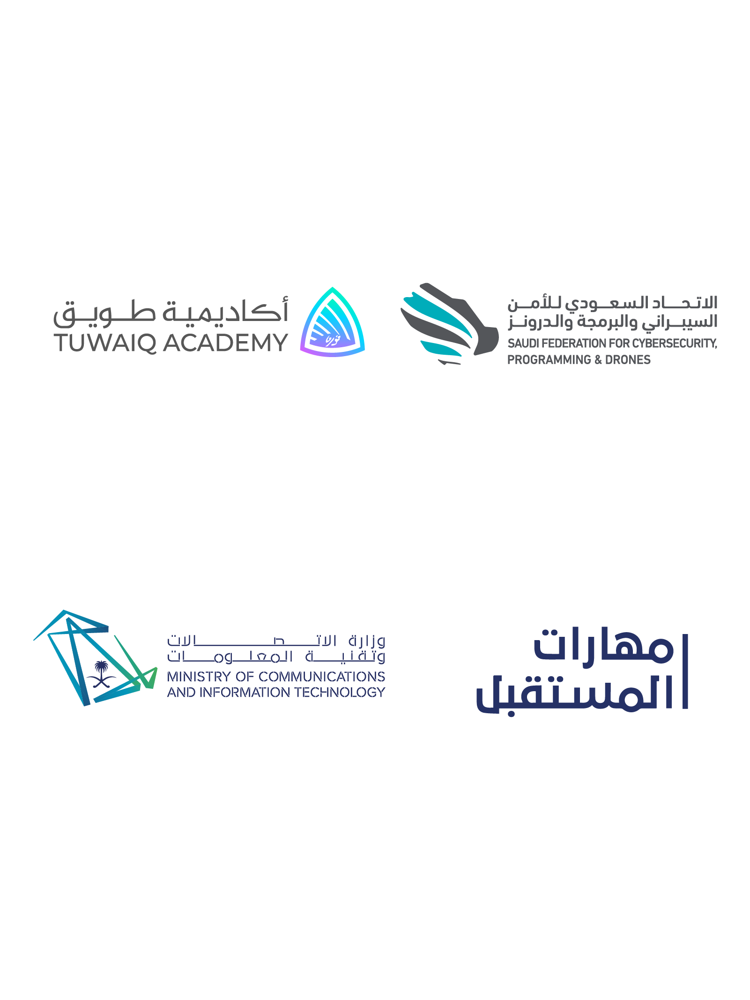 أكاديمية طويق
TUWAIQ ACADEMY
الاتحاد السعودي للأمن
السيبراني والبرمجة والدرونز
SAUDI FEDERATION FOR CYBERSECURITY,
PROGRAMMING & DRONES
وزارة الاتصالات
وتقنية المعلومات
MINISTRY OF COMMUNICATIONS
AND INFORMATION TECHNOLOGY
مهارات
المستقبل